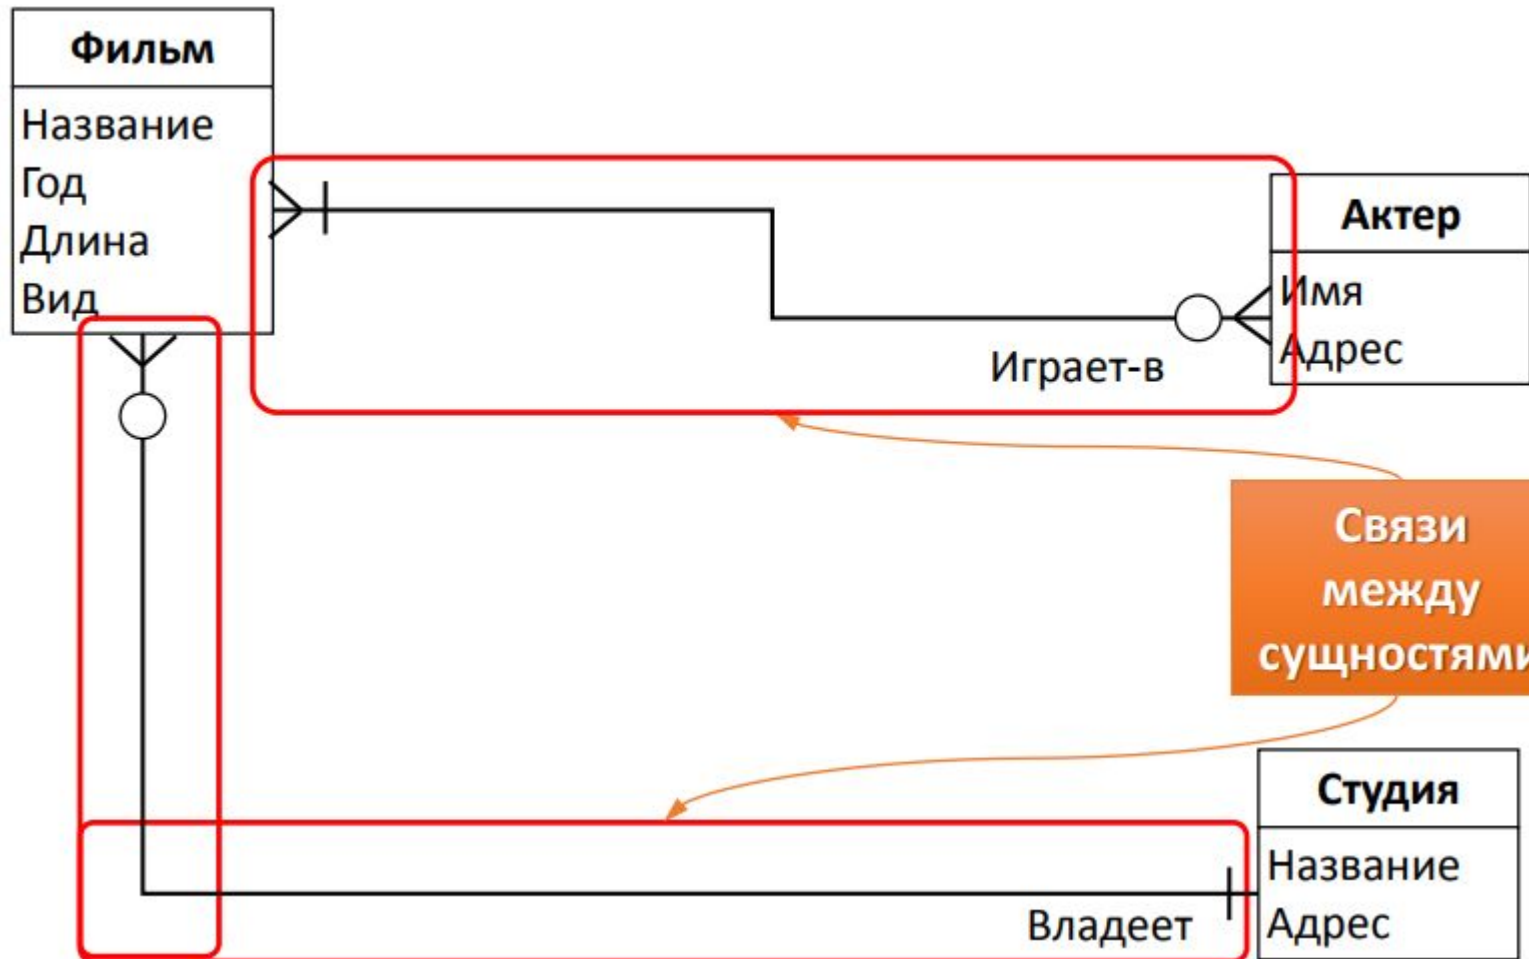 Фильм
Название
Год
Длина
Вид
Актер
Имя
Адрес
Играет-в
Связи
между
сущностями
Студия
Название
Адрес
Владеет